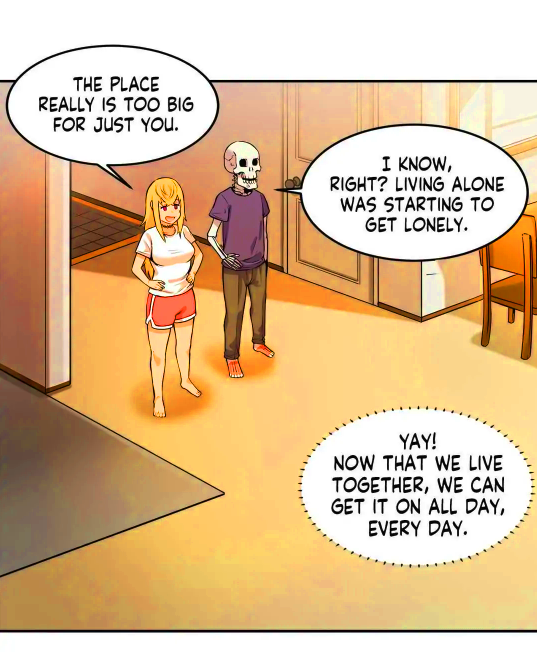 THE PLACE
REALLY IS TOO BIG
FOR JUST YOU.
I KNOW,
RIGHT? LIVING ALONE
WAS STARTING TO
GET LONELY.
YAY!
NOW THAT WE LIVE
TOGETHER, WE CAN
GET IT ON ALL DAY,
EVERY DAY.